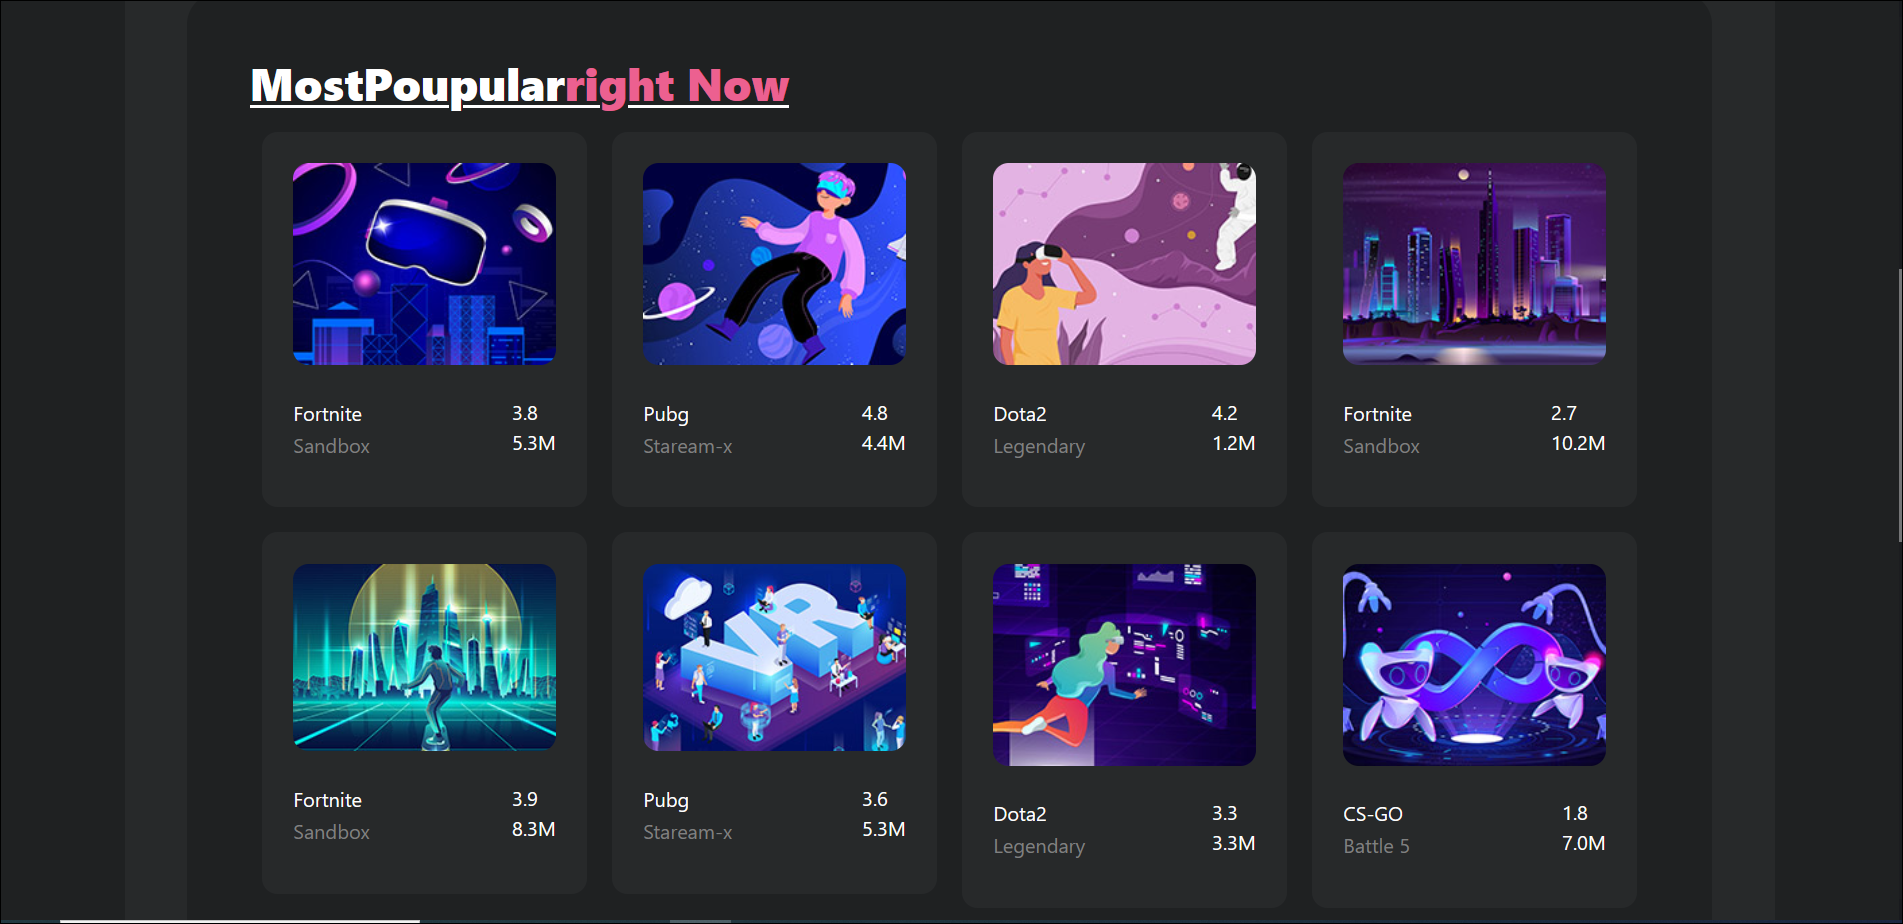 MostPoupularright Now
Fortnite 3.8
Sandbox 5.3M
Pubg 4.8
Staream-x 4.4M
Dota2 4.2
Legendary 1.2M
Fortnite 2.7
Sandbox 10.2M
VR
Fortnite 3.9
Sandbox 8.3M
Pubg 3.6
Staream-x 5.3M
Dota2 3.3
Legendary 3.3M
CS-GO 1.8
Battle 5 7.0M